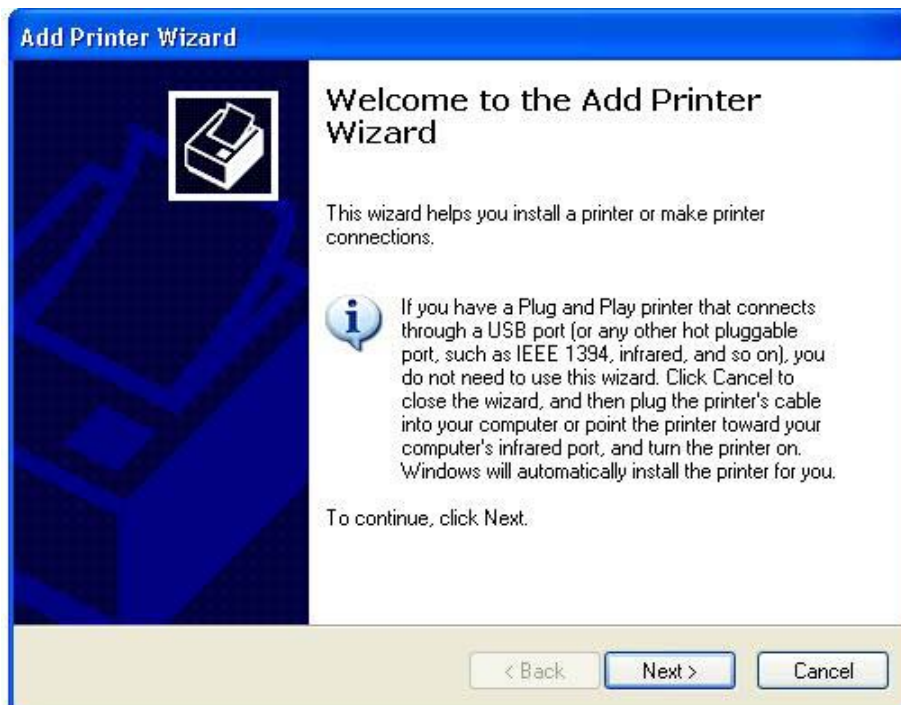 Add Printer Wizard
Welcome to the Add Printer
Wizard
This wizard helps you install a printer or make printer
connections.
If you have a Plug and Play printer that connects
through a USB port (or any other hot pluggable
port, such as IEEE 1394, infrared, and so on), you
do not need to use this wizard. Click Cancel to
close the wizard, and then plug the printer's cable
into your computer or point the printer toward your
computer's infrared port, and turn the printer on.
Windows will automatically install the printer for you.
To continue, click Next.
< Back
Next >
Cancel